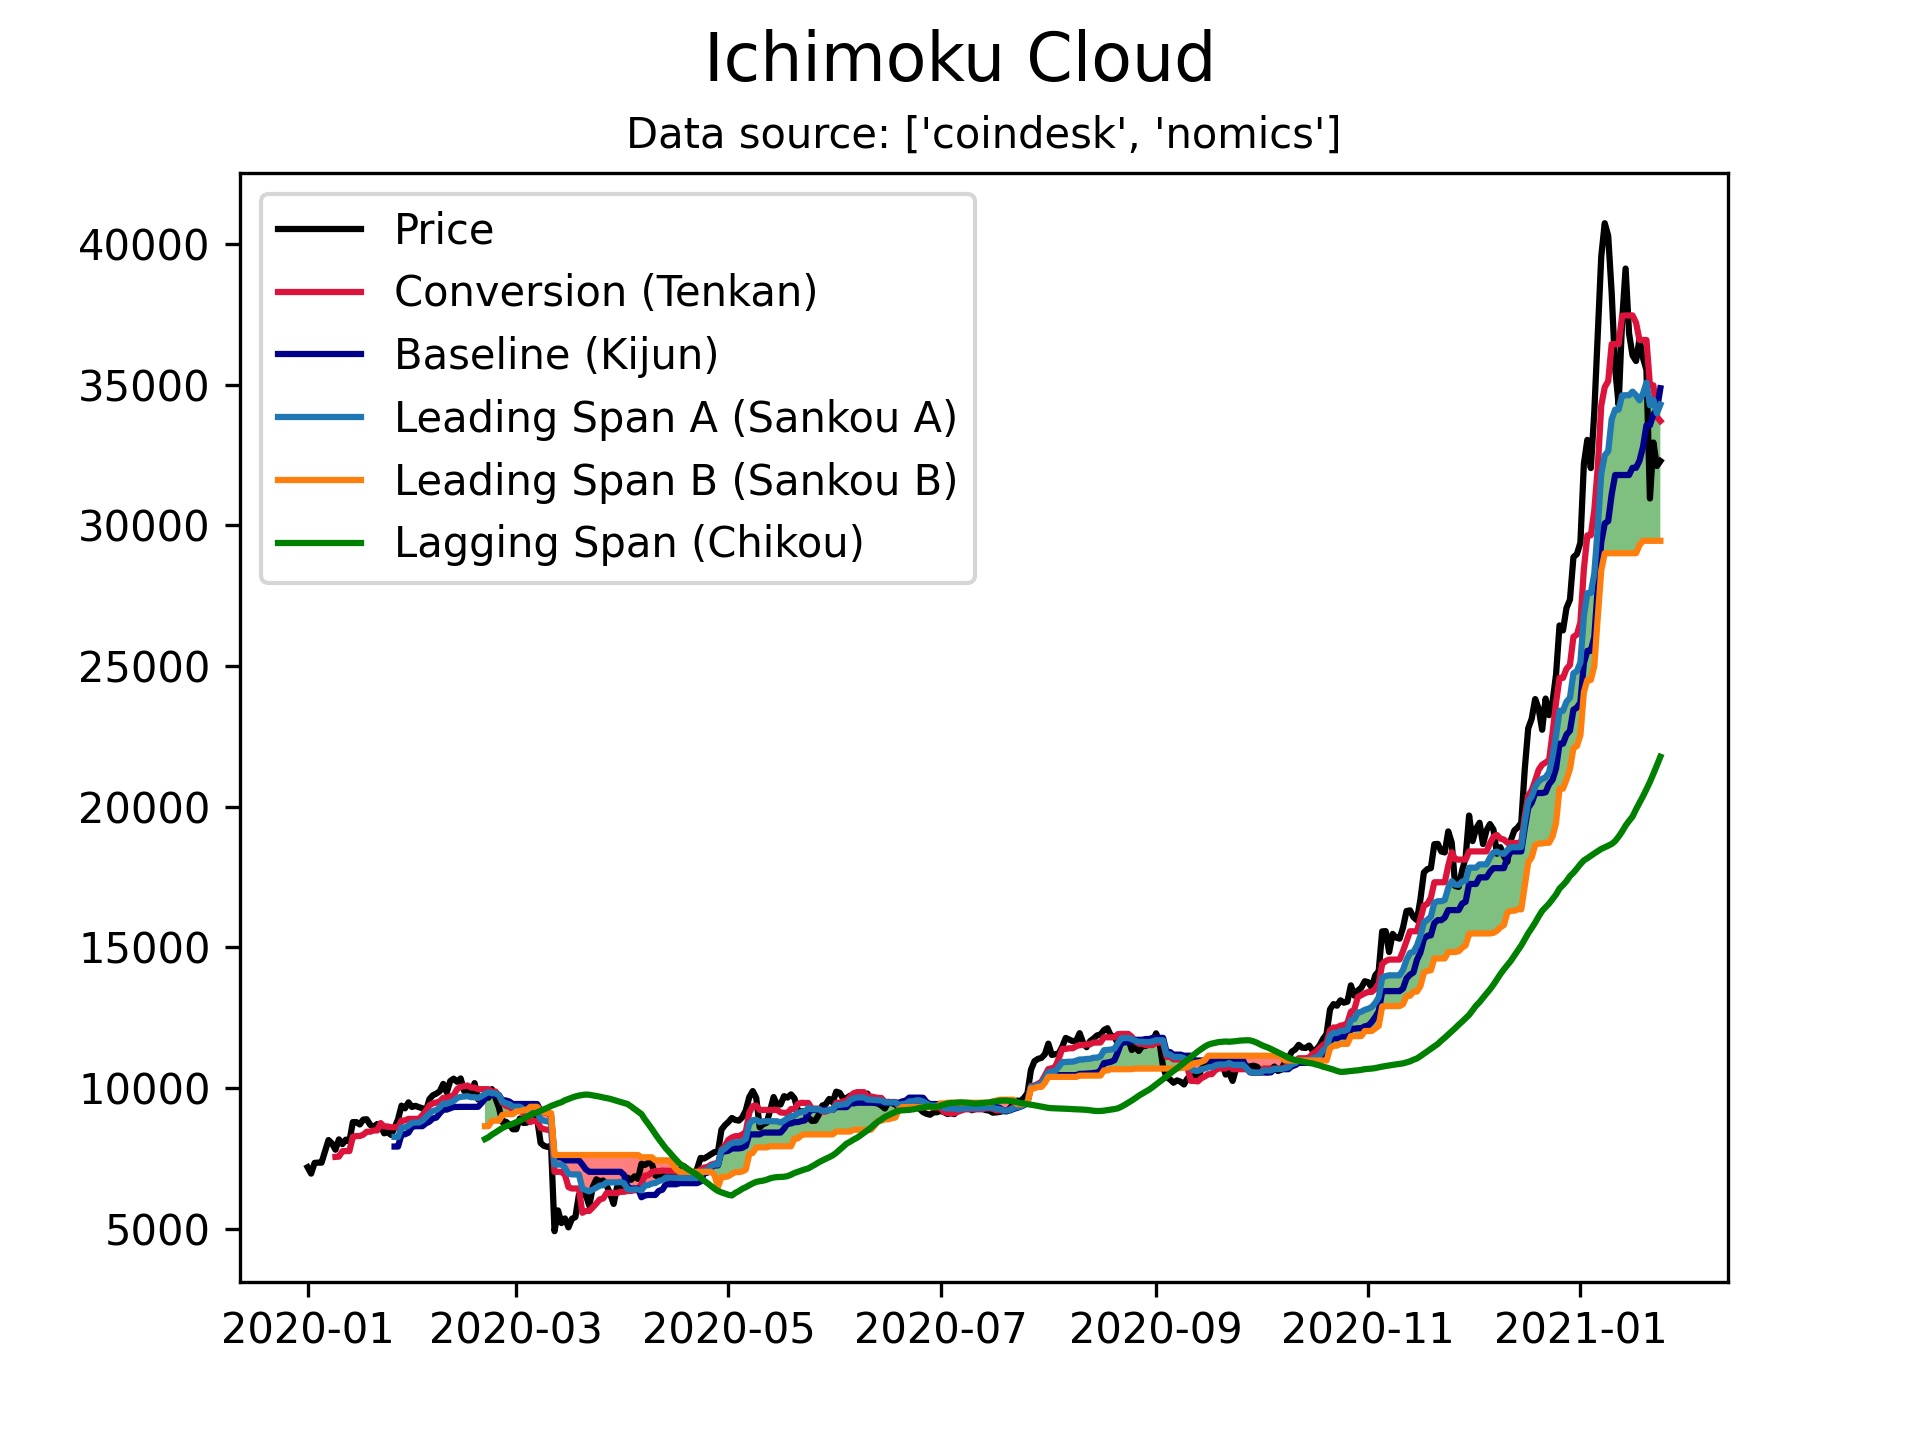 Ichimoku Cloud
Data source: ['coindesk', 'nomics']
Price
Conversion (Tenkan)
Baseline (Kijun)
Leading Span A (Sankou A)
Leading Span B (Sankou B)
Lagging Span (Chikou)
40000
35000
30000
25000
20000
15000
10000
5000
2020-01 2020-03 2020-05 2020-07 2020-09 2020-11 2021-01